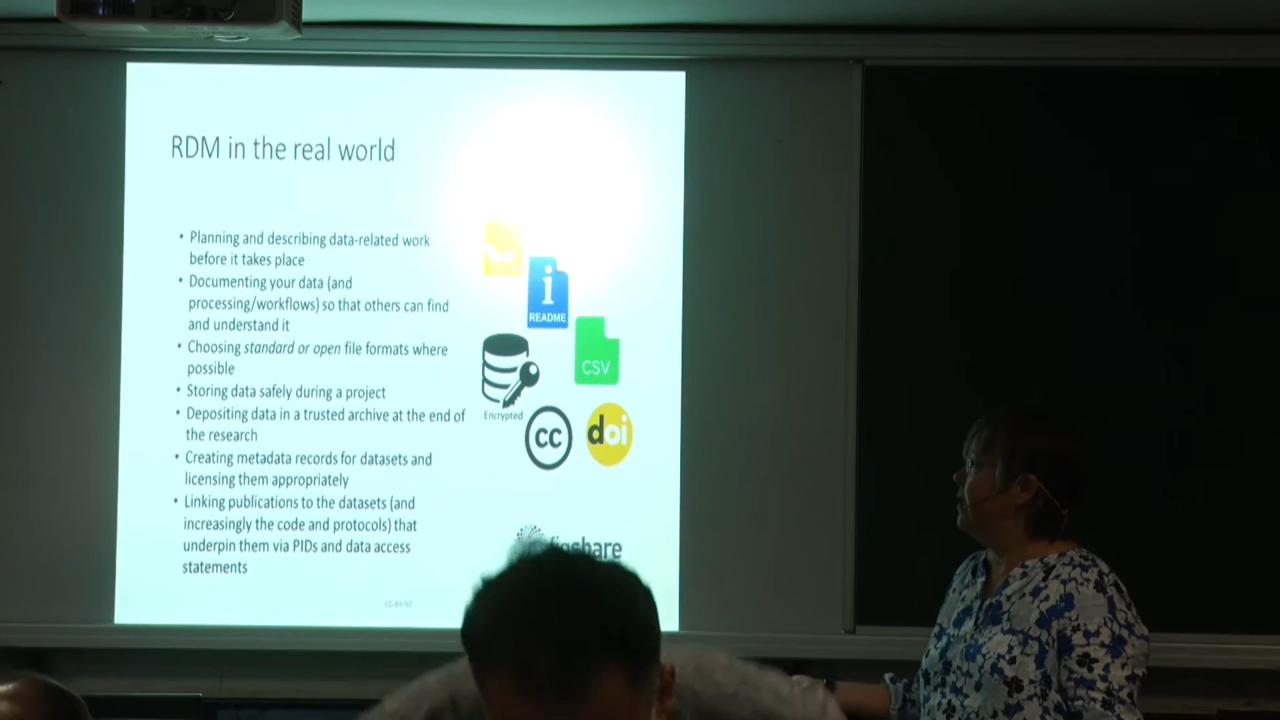 RDM in the real world
• Planning and describing data-related work
before it takes place
• Documenting your data (and
processing/workflows) so that others can find
and understand it
• Choosing standard or open file formats where
possible
• Storing data safely during a project
• Depositing data in a trusted archive at the end of
the research
• Creating metadata records for datasets and
licensing them appropriately
• Linking publications to the datasets (and
increasingly the code and protocols) that
underpin them via PIDs and data access
statements
i
README
CSV
Encrypted
cc
doi
figshare
CC-BY-NC